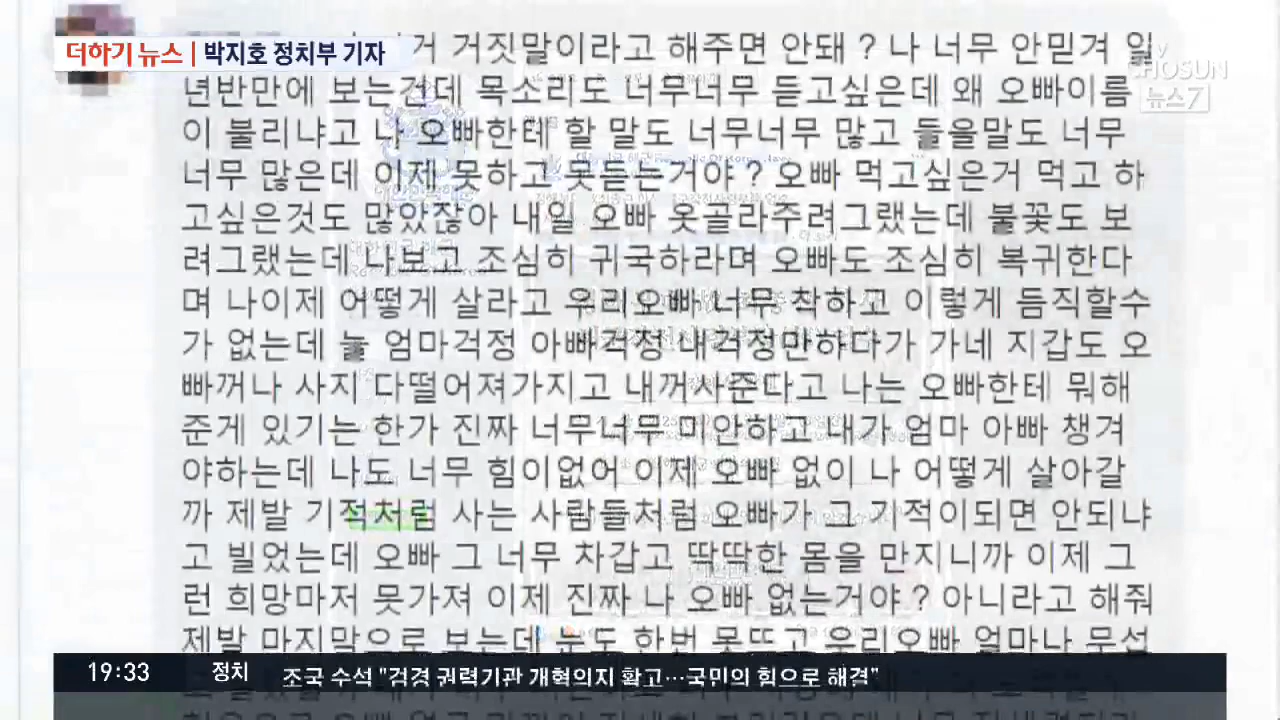 더하기 뉴스 | 박지호 정치부 기자
TV CHOSUN
뉴스7
거 거짓말이라고 해주면 안돼 ? 나 너무 안믿겨 일
년반만에 보는건데 목소리도 너무너무 듣고싶은데 왜 오빠이름
이 불리냐고 나 오빠한테 할 말도 너무너무 많고 들을말도 너무
너무 많은데 이제 못하고 못듣는거야 ? 오빠 먹고싶은거 먹고 하
고싶은것도 많았잖아 내일 오빠 옷골라주려그랬는데 불꽃도 보
려그랬는데 나보고 조심히 귀국하라며 오빠도 조심히 복귀한다
며 나이제 어떻게 살라고 우리오빠 너무 착하고 이렇게 듬직할수
가 없는데 늘 엄마걱정 아빠걱정 내걱정만하다가 가네 지갑도 오
빠꺼나 사지 다떨어져가지고 내꺼사준다고 나는 오빠한테 뭐해
준게 있기는 한가 진짜 너무너무 미안하고 내가 엄마 아빠 챙겨
야하는데 나도 너무 힘이없어 이제 오빠 없이 나 어떻게 살아갈
까 제발 기적처럼 사는 사람들처럼 오빠가 그 기적이되면 안되냐
고 빌었는데 오빠 그 너무 차갑고 딱딱한 몸을 만지니까 이제 그
런 희망마저 못가져 이제 진짜 나 오빠 없는거야 ? 아니라고 해줘
제발 마지막으로 보는데 눈도 한번 못뜨고 우리오빠 얼마나 무섭
19:33 정치 조국 수석 "검경 권력기관 개혁의지 확고…국민의 힘으로 해결"